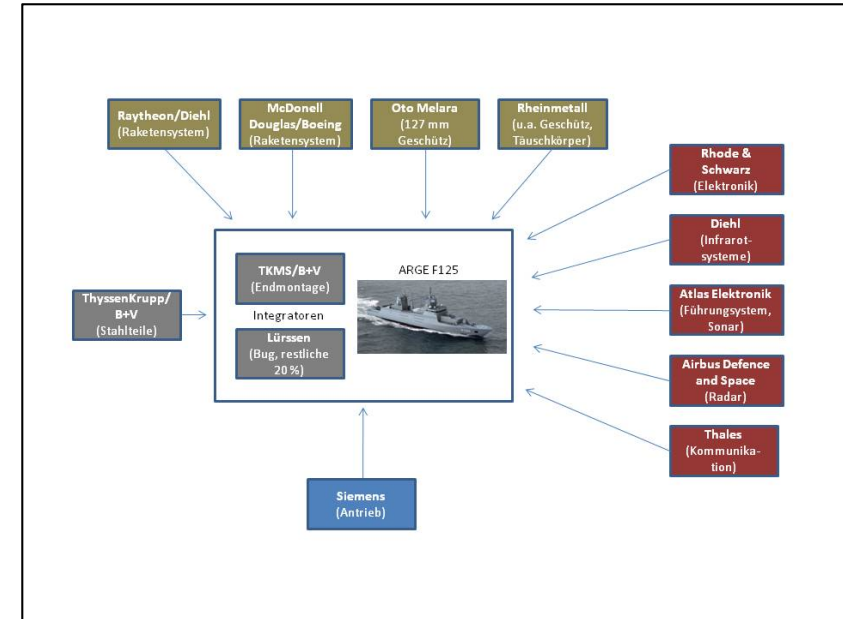 Raytheon/Diehl
(Raketensystem)
McDonell
Douglas/Boeing
(Raketensystem)
Oto Melara
(127 mm
Geschütz)
Rheinmetall
(u.a. Geschütz,
Täuschkörper)
Rhode &
Schwarz
(Elektronik)
Diehl
(Infrarot-
systeme)
Atlas Elektronik
(Führungsystem,
Sonar)
Airbus Defence
and Space
(Radar)
Thales
(Kommunika-
tion)
ThyssenKrupp/
B+V
(Stahlteile)
TKMS/B+V
(Endmontage)
Integratoren
Lürssen
(Bug, restliche
20%)
ARGE F125
Siemens
(Antrieb)